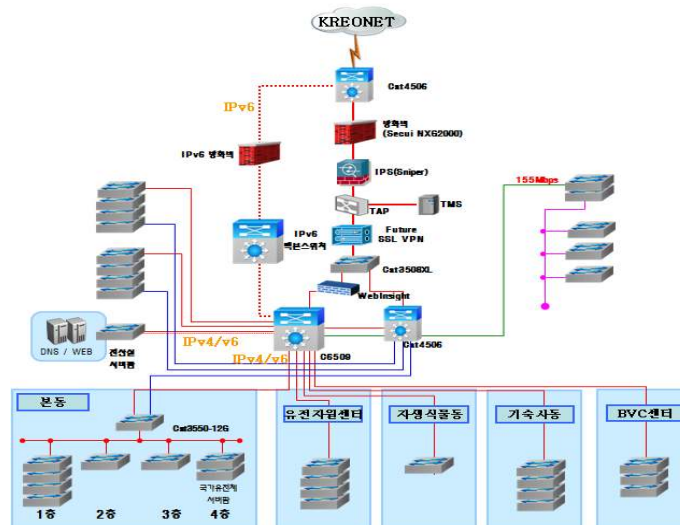 KREONET
Cat4506
IPv6
방화벽
(Secui NXG2000)
IPv6 방화벽
IPS(Sniper)
155Mbps
TAP
TMS
IPv6
백본스위치
Future
SSL VPN
Cat3508XL
WebInsight
DNS / WEB
전산실
서버팜
IPv4/v6
IPv4/v6
C6509
Cat4506
본동
유전자원센터
자생식물동
기숙사동
BVC센터
Cat3550-12G
국가유전체
서버팜
1층
2층
3층
4층